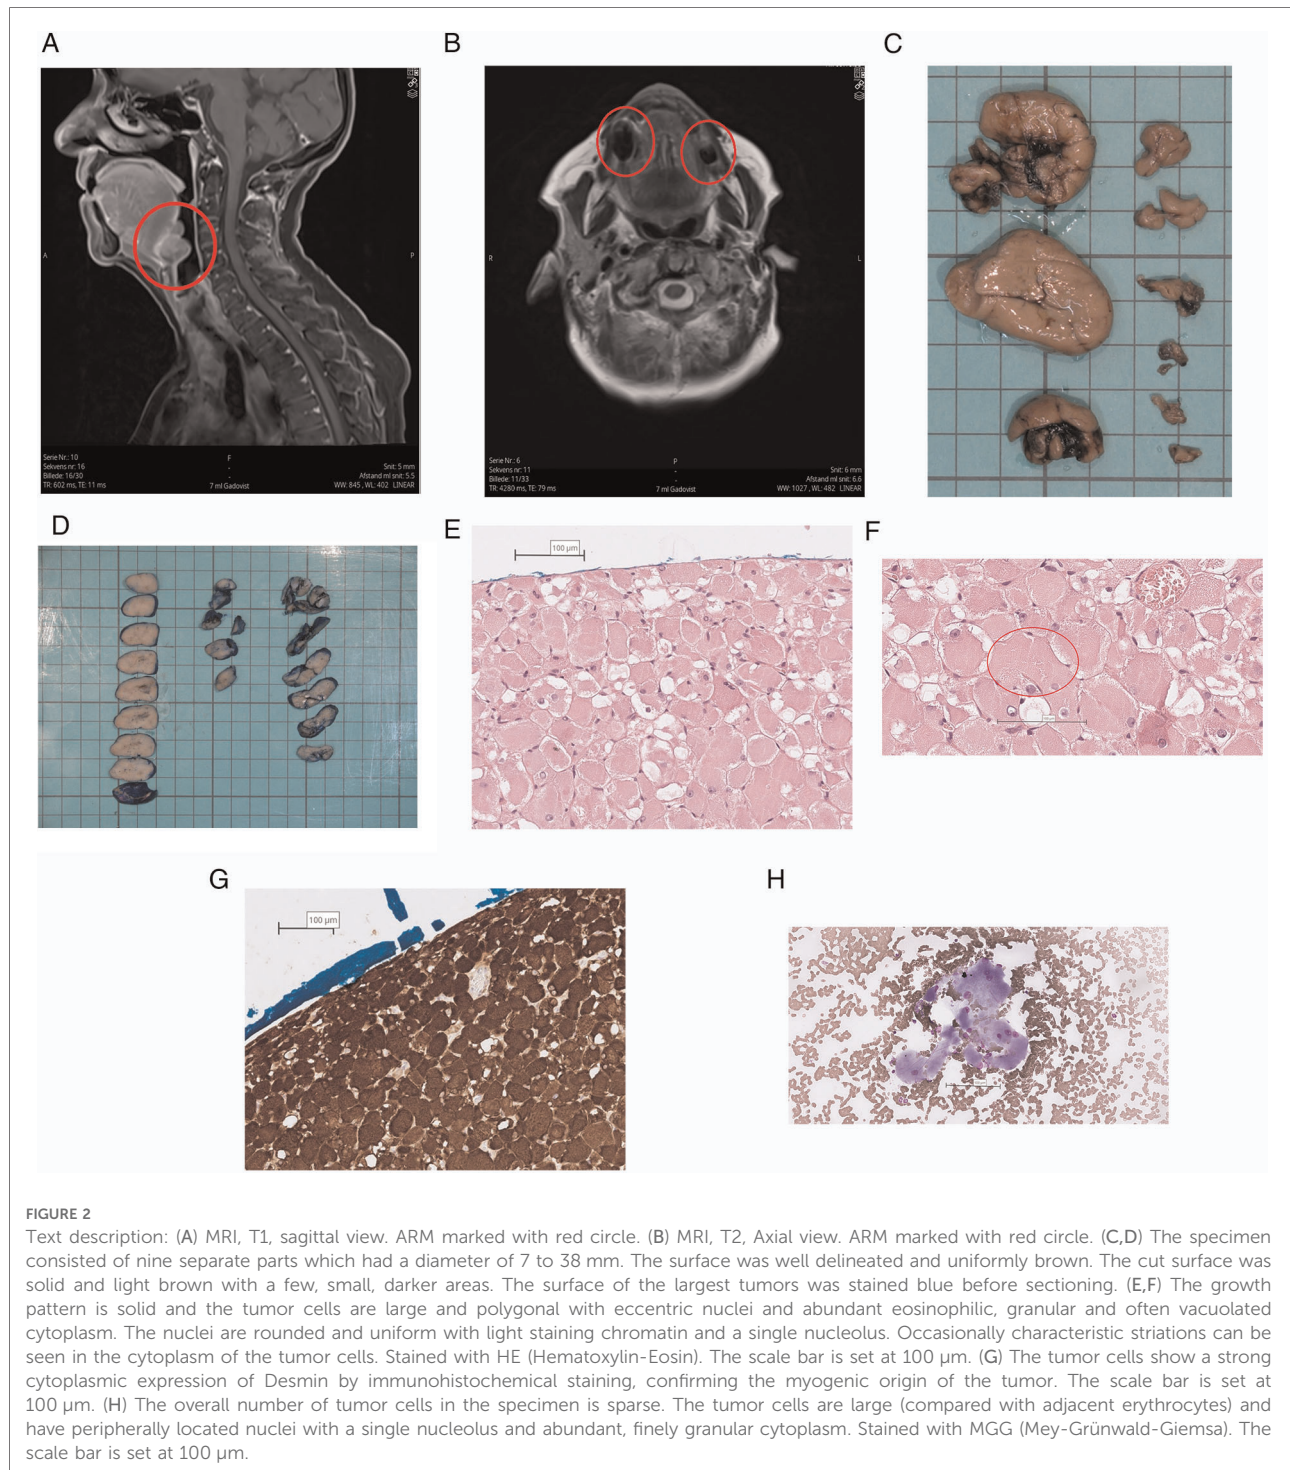 A
B
C
A
P
Serie Nr.: 10
Sekvens nr: 16
Billede: 16/30
TR: 602 ms, TE: 11 ms
F
-
-
7 ml Gadovist
Snit: 5 mm
Afstand ml snit: 5.5
WW: 845 , WL: 402 LINEAR
R
L
Serie Nr.: 6
Sekvens nr: 11
Billede: 11/33
TR: 4280 ms, TE: 79 ms
P
-
-
7 ml Gadovist
Snit: 6 mm
Afstand ml snit: 6.6
WW: 1027 , WL: 482 LINEAR
D
E
100 µm
F
G
100 µm
H
FIGURE 2
Text description: (A) MRI, T1, sagittal view. ARM marked with red circle. (B) MRI, T2, Axial view. ARM marked with red circle. (C,D) The specimen
consisted of nine separate parts which had a diameter of 7 to 38 mm. The surface was well delineated and uniformly brown. The cut surface was
solid and light brown with a few, small, darker areas. The surface of the largest tumors was stained blue before sectioning. (E,F) The growth
pattern is solid and the tumor cells are large and polygonal with eccentric nuclei and abundant eosinophilic, granular and often vacuolated
cytoplasm. The nuclei are rounded and uniform with light staining chromatin and a single nucleolus. Occasionally characteristic striations can be
seen in the cytoplasm of the tumor cells. Stained with HE (Hematoxylin-Eosin). The scale bar is set at 100 µm. (G) The tumor cells show a strong
cytoplasmic expression of Desmin by immunohistochemical staining, confirming the myogenic origin of the tumor. The scale bar is set at
100 µm. (H) The overall number of tumor cells in the specimen is sparse. The tumor cells are large (compared with adjacent erythrocytes) and
have peripherally located nuclei with a single nucleolus and abundant, finely granular cytoplasm. Stained with MGG (Mey-Grünwald-Giemsa). The
scale bar is set at 100 µm.